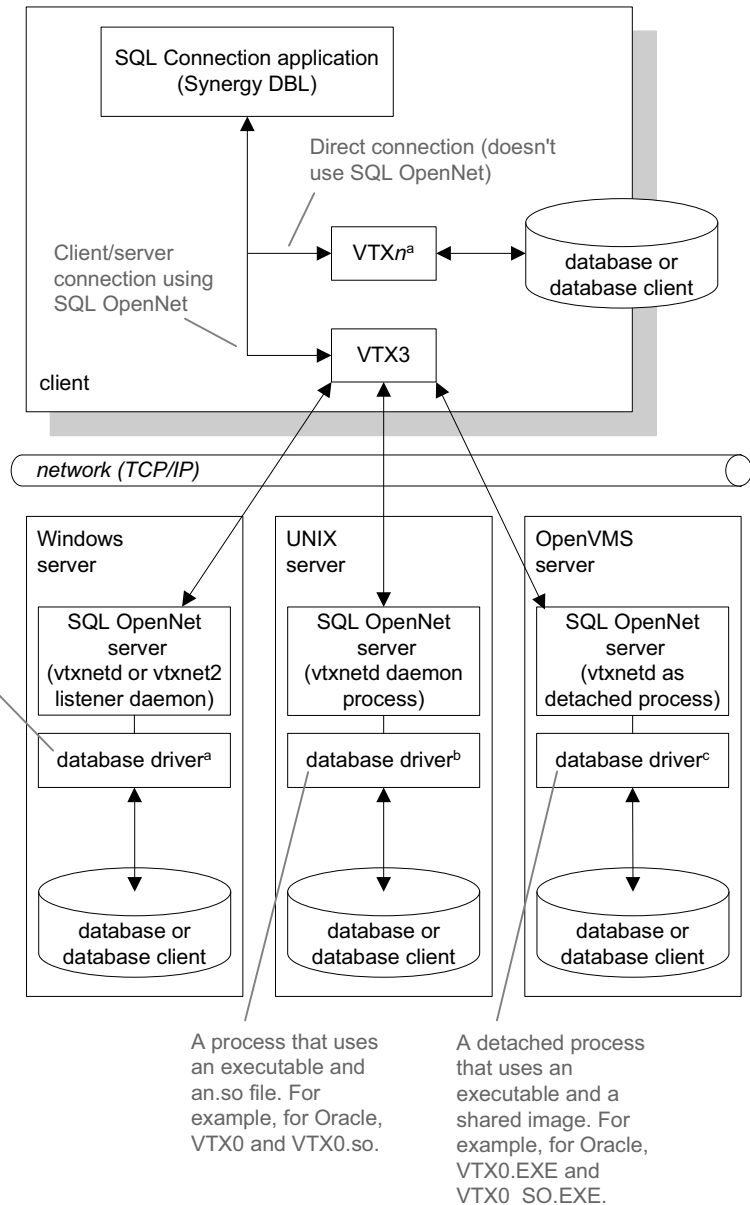 SQL Connection application
(Synergy DBL)
Direct connection (doesn't
use SQL OpenNet)
Client/server
connection using
SQL OpenNet
VTXnᵃ
database or
database client
VTX3
client
network (TCP/IP)
Windows
server
SQL OpenNet
server
(vtxnetd or vtxnet2
listener daemon)
database driverᵃ
database or
database client
UNIX
server
SQL OpenNet
server
(vtxnetd daemon
process)
database driverᵇ
database or
database client
OpenVMS
server
SQL OpenNet
server
(vtxnetd as
detached process)
database driverᶜ
database or
database client
A process that uses
an executable and
an.so file. For
example, for Oracle,
VTX0 and VTX0.so.
A detached process
that uses an
executable and a
shared image. For
example, for Oracle,
VTX0.EXE and
VTX0_SO.EXE.